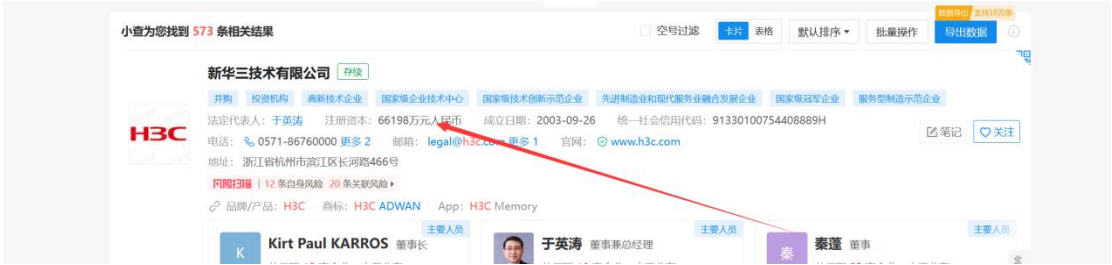 数据导出 支持10万条
小查为您找到 573 条相关结果 空号过滤 卡片 表格 默认排序 批量操作 导出数据
新华三技术有限公司 存续
并购 投资机构 高新技术企业 国家级企业技术中心 国家级技术创新示范企业 先进制造业和现代服务业融合发展企业 国家级冠军企业 服务型制造示范企业
H3C
法定代表人：于英涛 注册资本：66198万元人民币 成立日期：2003-09-26 统一社会信用代码：91330100754408889H
电话：0571-86760000 更多 2 邮箱：legal@h3c.com 更多 1 官网：www.h3c.com
笔记 关注
地址：浙江省杭州市滨江区长河路466号
风险扫描 | 12 条自身风险 20 条关联风险
品牌/产品：H3C 商标：H3C ADWAN App：H3C Memory
主要人员 主要人员 主要人员
K Kirt Paul KARROS 董事长 于英涛 董事兼总经理 秦 秦蓬 董事